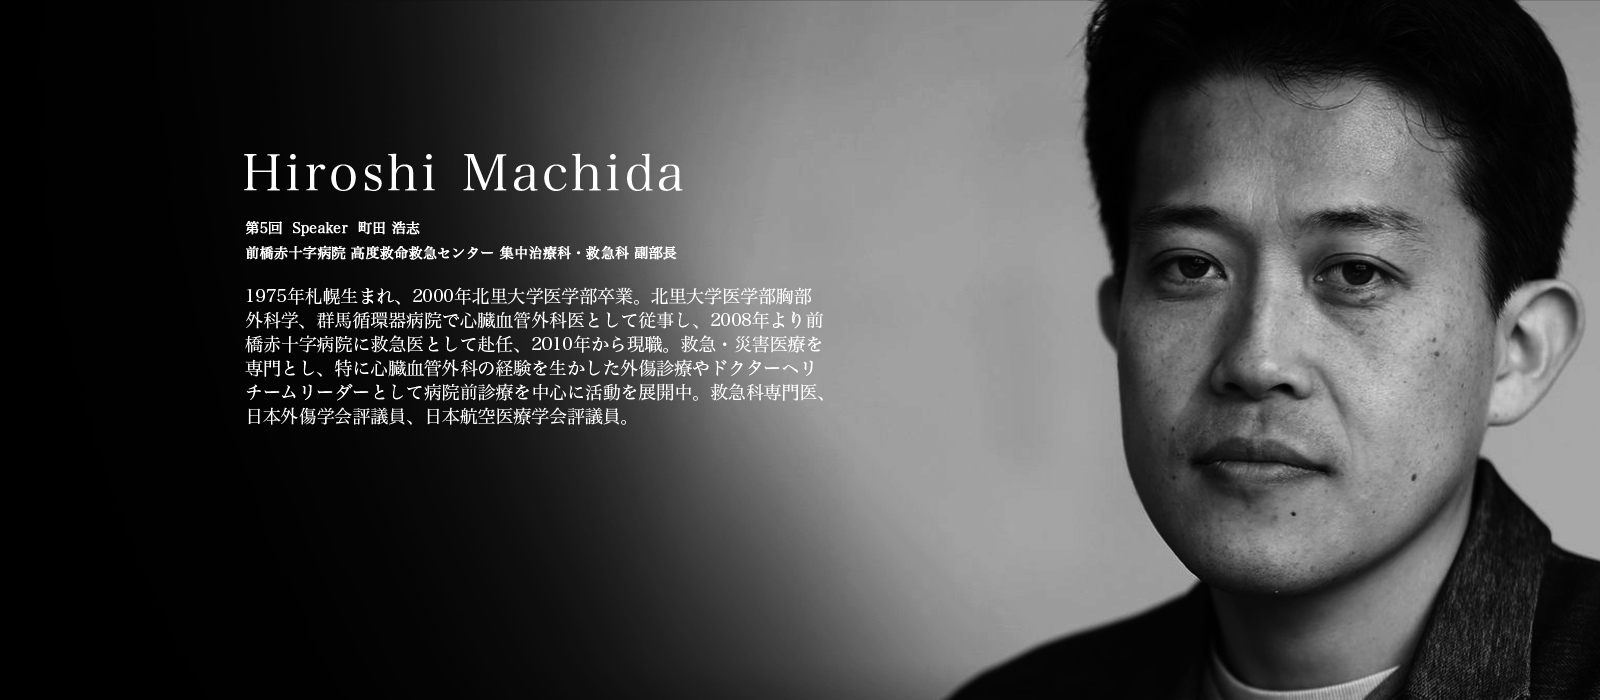 Hiroshi Machida
第5回 Speaker 町田 浩志
前橋赤十字病院 高度救命救急センター 集中治療科・救急科 副部長
1975年札幌生まれ、2000年北里大学医学部卒業。北里大学医学部胸部
外科学、群馬循環器病院で心臓血管外科医として従事し、2008年より前
橋赤十字病院に救急医として赴任、2010年から現職。救急・災害医療を
専門とし、特に心臓血管外科の経験を生かした外傷診療やドクターヘリ
チームリーダーとして病院前診療を中心に活動を展開中。救急科専門医、
日本外傷学会評議員、日本航空医療学会評議員。